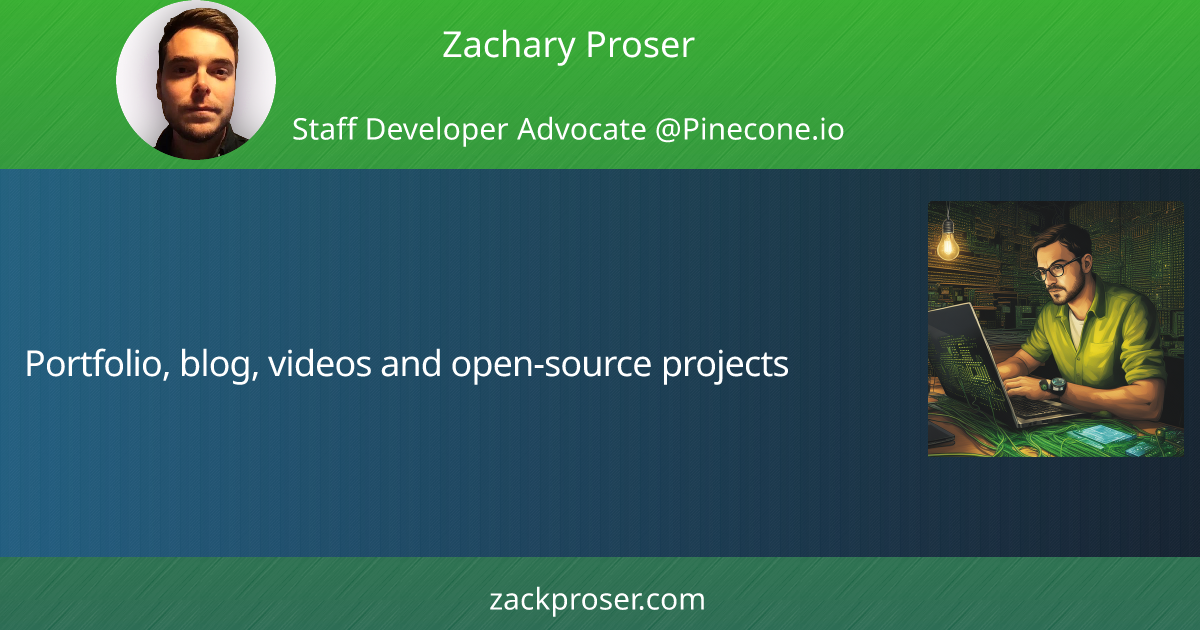 Zachary Proser
Staff Developer Advocate @Pinecone.io
Portfolio, blog, videos and open-source projects
zackproser.com